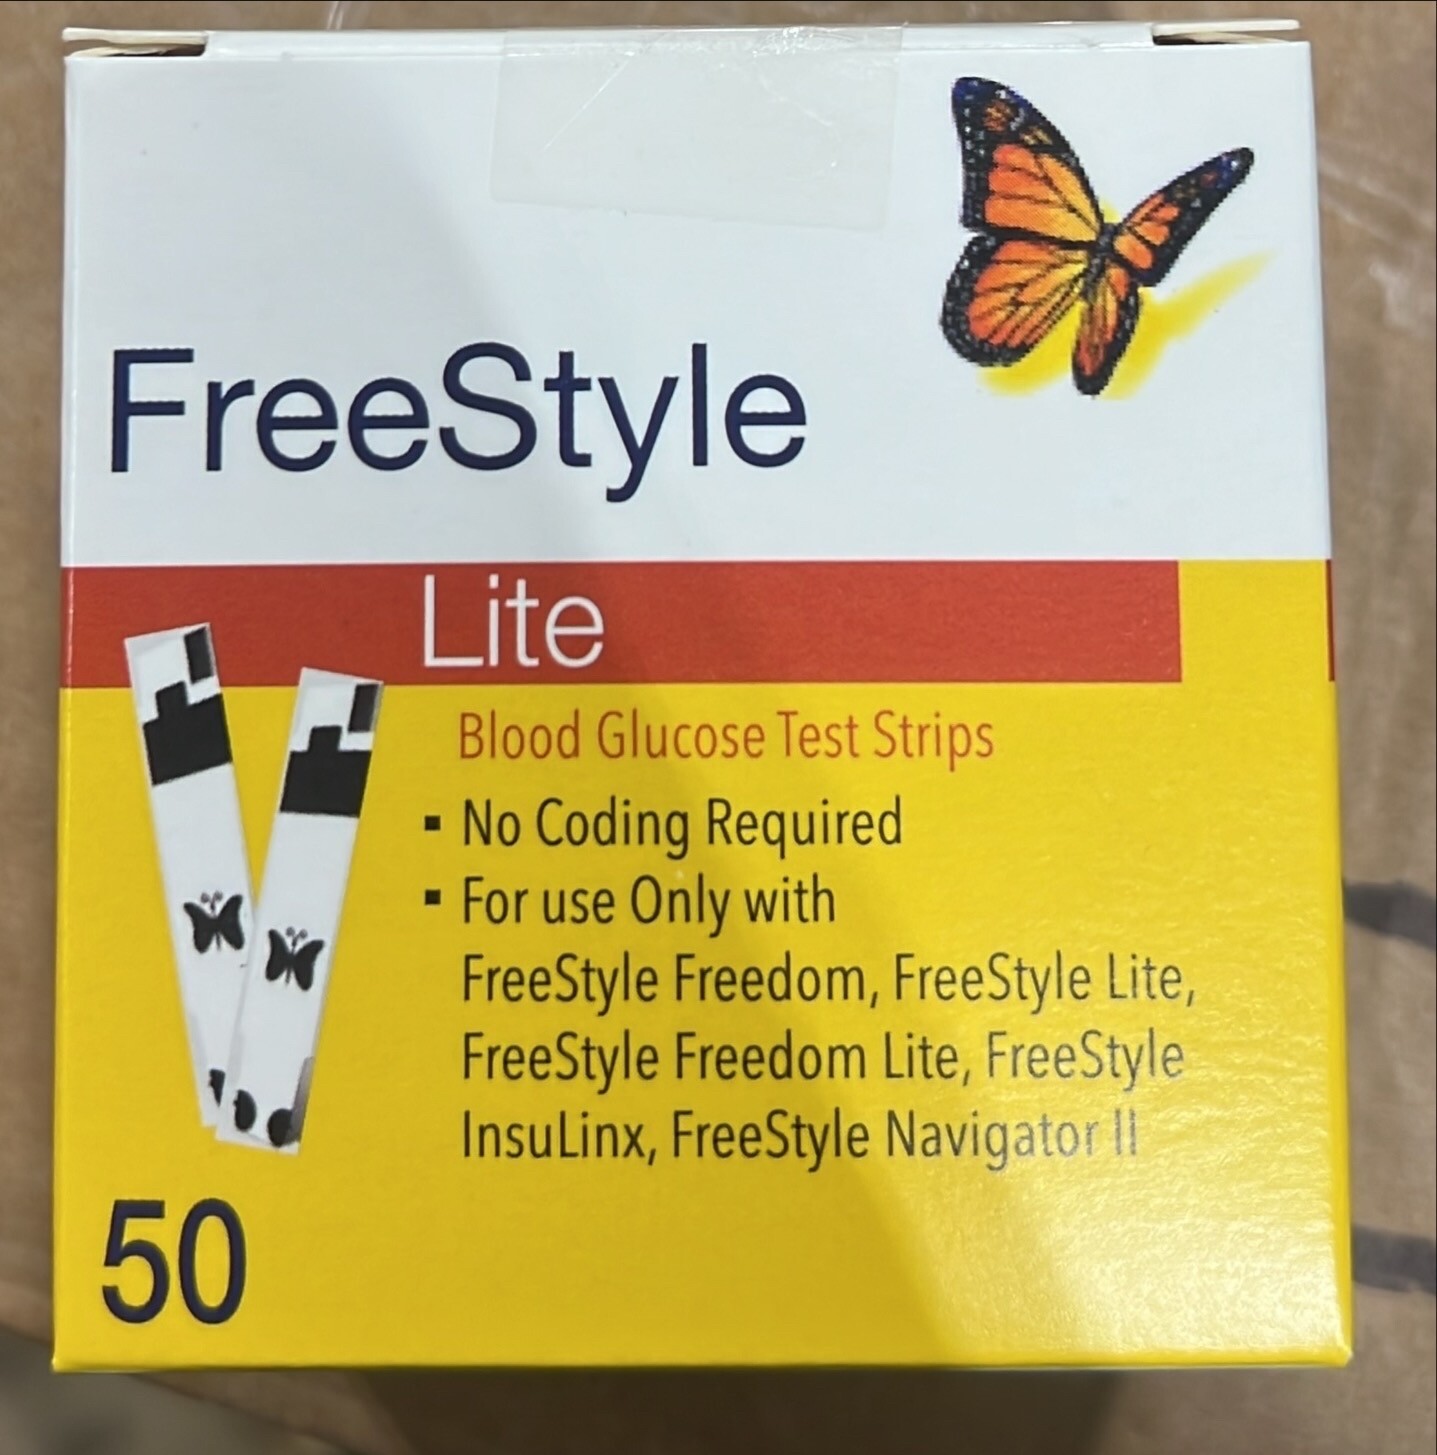 FreeStyle
Lite
Blood Glucose Test Strips
▪ No Coding Required
▪ For use Only with
FreeStyle Freedom, FreeStyle Lite,
FreeStyle Freedom Lite, FreeStyle
InsuLinx, FreeStyle Navigator II
50